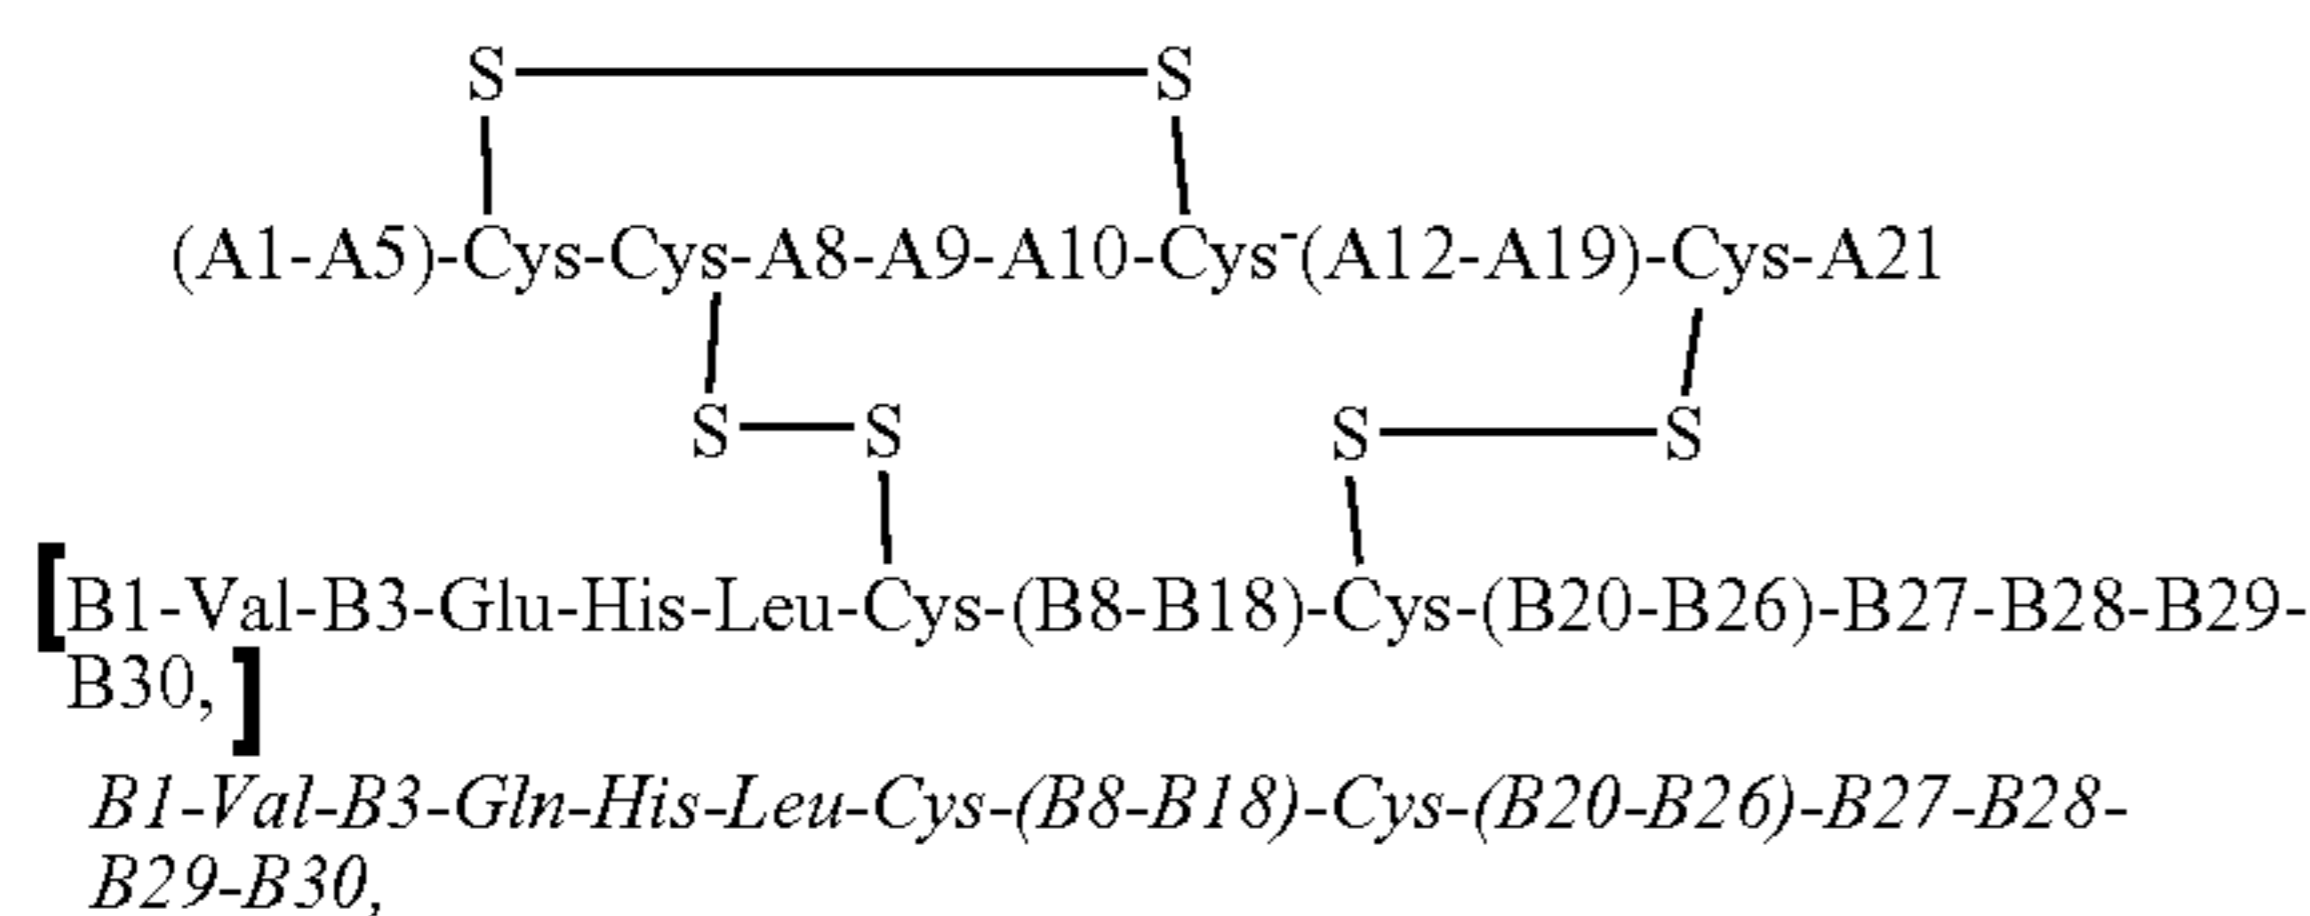 S S
(A1-A5)-Cys-Cys-A8-A9-A10-Cys-(A12-A19)-Cys-A21
S S S S
[B1-Val-B3-Glu-His-Leu-Cys-(B8-B18)-Cys-(B20-B26)-B27-B28-B29-
B30,]
B1-Val-B3-Gln-His-Leu-Cys-(B8-B18)-Cys-(B20-B26)-B27-B28-
B29-B30,